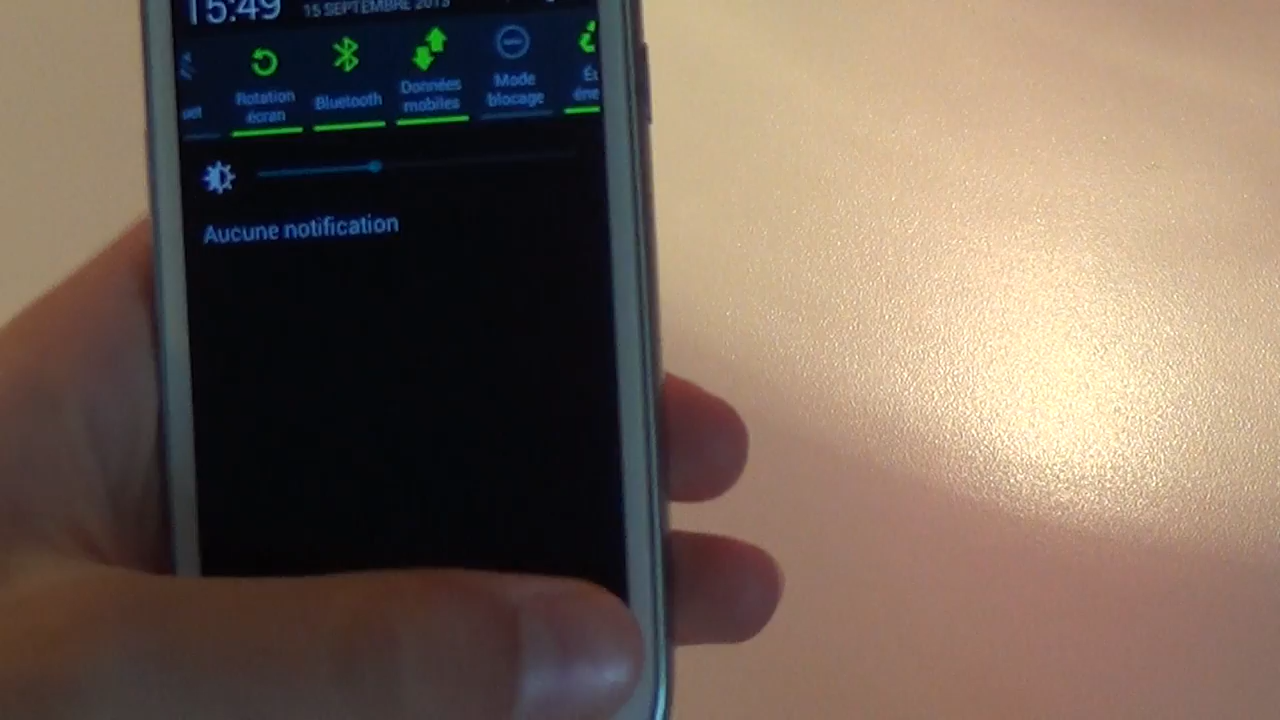 15:49 15 SEPTEMBRE 2013
Rotation écran
Bluetooth
Données mobiles
Mode blocage
Aucune notification